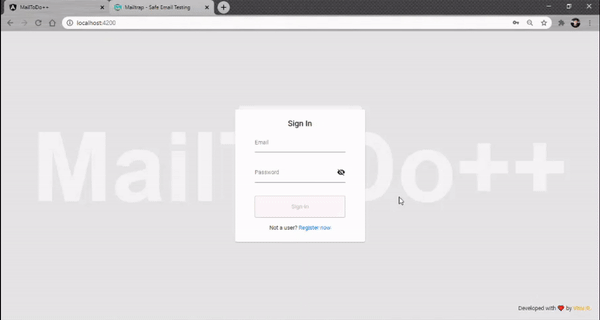 MailToDo++
Mailtrap - Safe Email Testing
localhost:4200
MailToDo++
Sign In
Email
Password
Sign in
Not a user? Register now
Developed with ❤ by